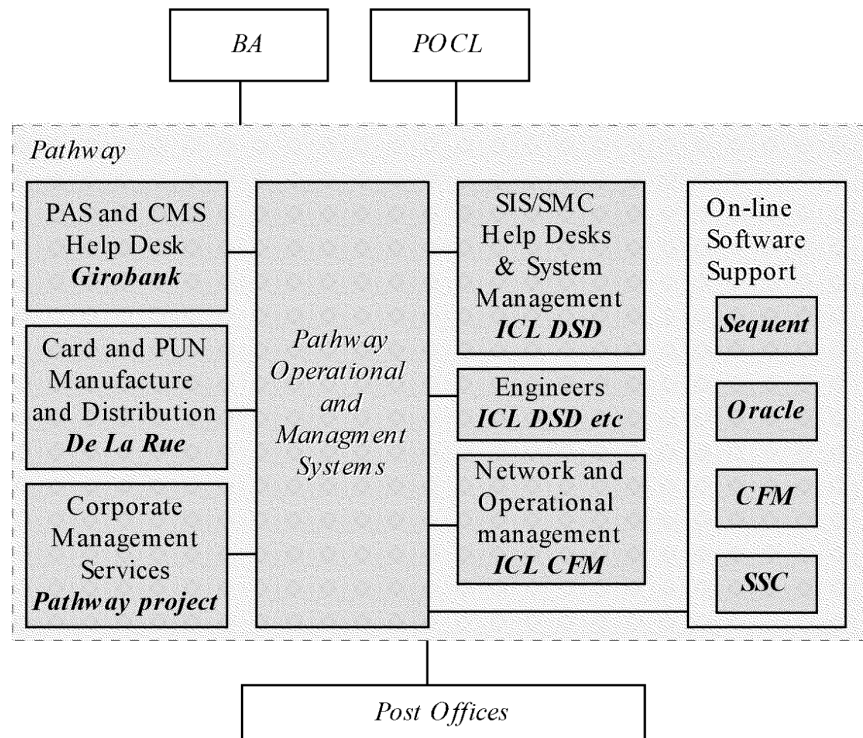 BA
POCL
Pathway
PAS and CMS
Help Desk
Girobank
Card and PUN
Manufacture
and Distribution
De La Rue
Corporate
Management
Services
Pathway project
Pathway
Operational
and
Managment
Systems
SIS/SMC
Help Desks
& System
Management
ICL DSD
Engineers
ICL DSD etc
Network and
Operational
management
ICL CFM
On-line
Software
Support
Sequent
Oracle
CFM
SSC
Post Offices